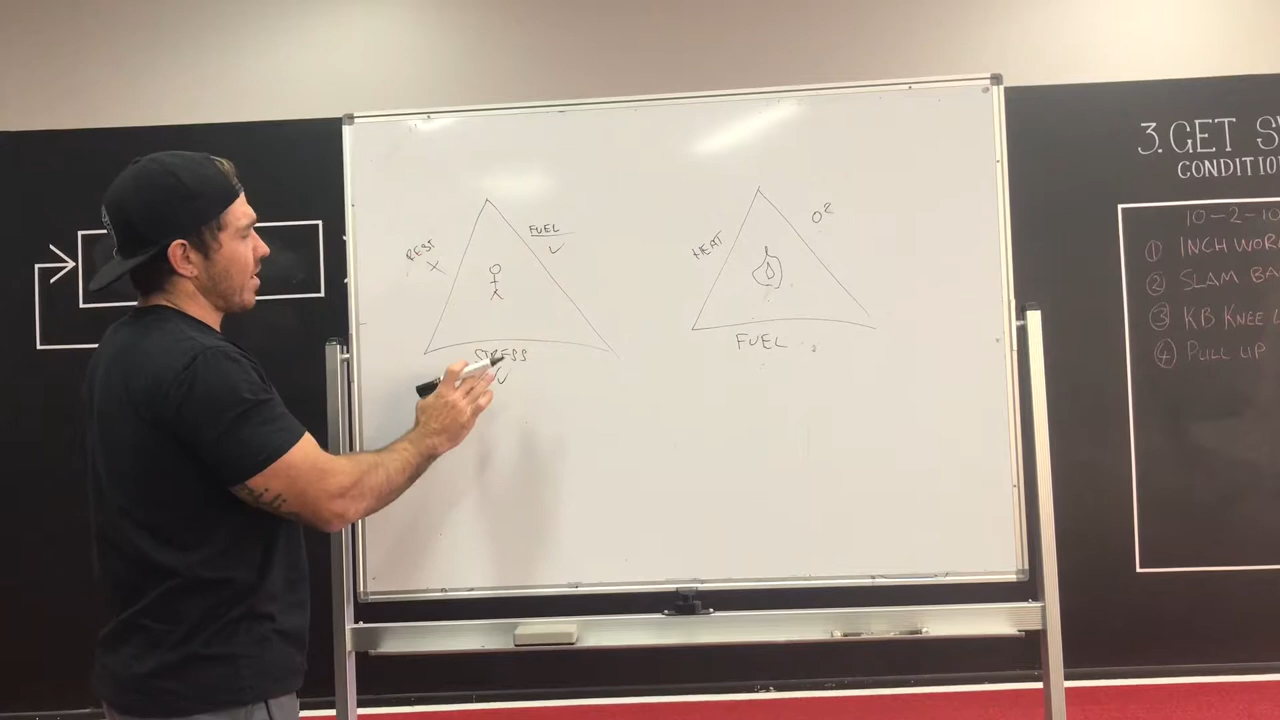 REST
X
FUEL
✓
STRESS
✓
HEAT
O²
FUEL
3. GET
CONDITIO
10-2-10
① INCH WOR
② SLAM BA
③ KB KNEE L
④ PULL UP